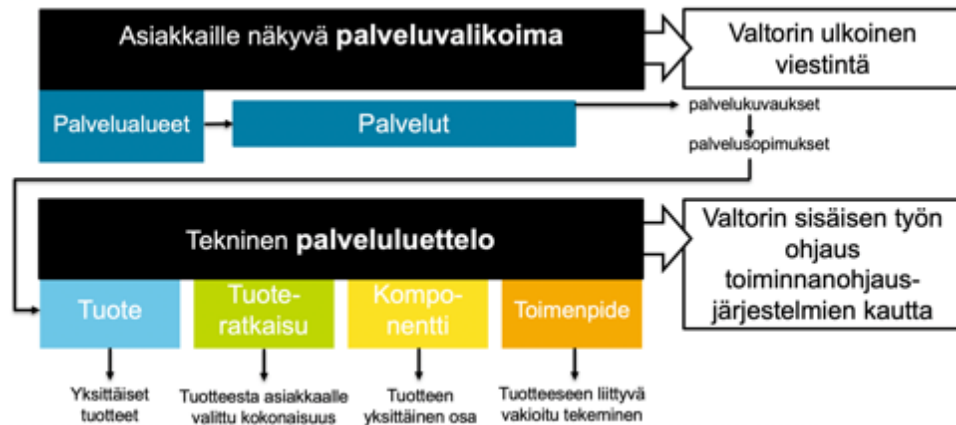 Asiakkaille näkyvä palveluvalikoima
Valtorin ulkoinen
viestintä
Palvelualueet
Palvelut
palvelukuvaukset
palvelusopimukset
Tekninen palveluluettelo
Valtorin sisäisen työn
ohjaus
toiminnanohjaus-
järjestelmien kautta
Tuote
Tuote-
ratkaisu
Kompo-
nentti
Toimenpide
Yksittäiset
tuotteet
Tuotteesta asiakkaalle
valittu kokonaisuus
Tuotteen
yksittäinen osa
Tuotteeseen liittyvä
vakioitu tekeminen